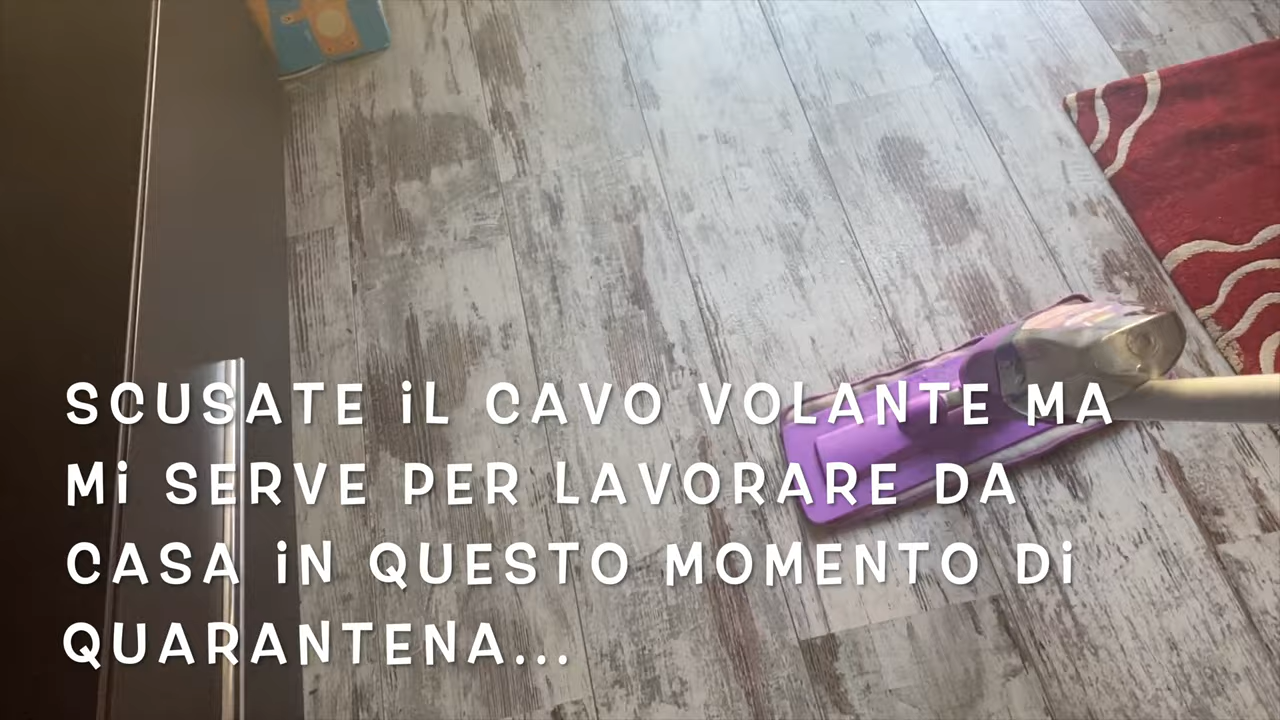 SCUSATE iL CAVO VOLANTE MA
Mi SERVE PER LAVORARE DA
CASA iN QUESTO MOMENTO Di
QUARANTENA...